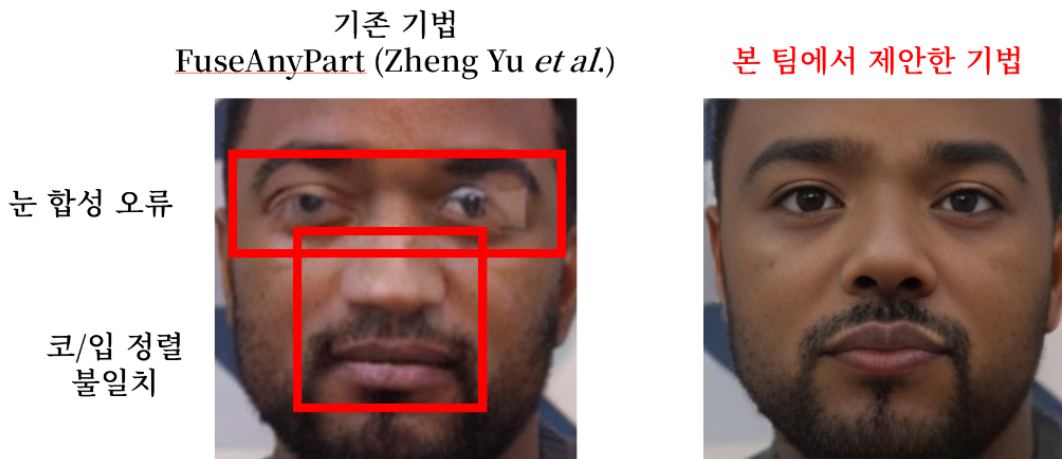 기존 기법
FuseAnyPart (Zheng Yu et al.)
본 팀에서 제안한 기법
눈 합성 오류
코/입 정렬
불일치